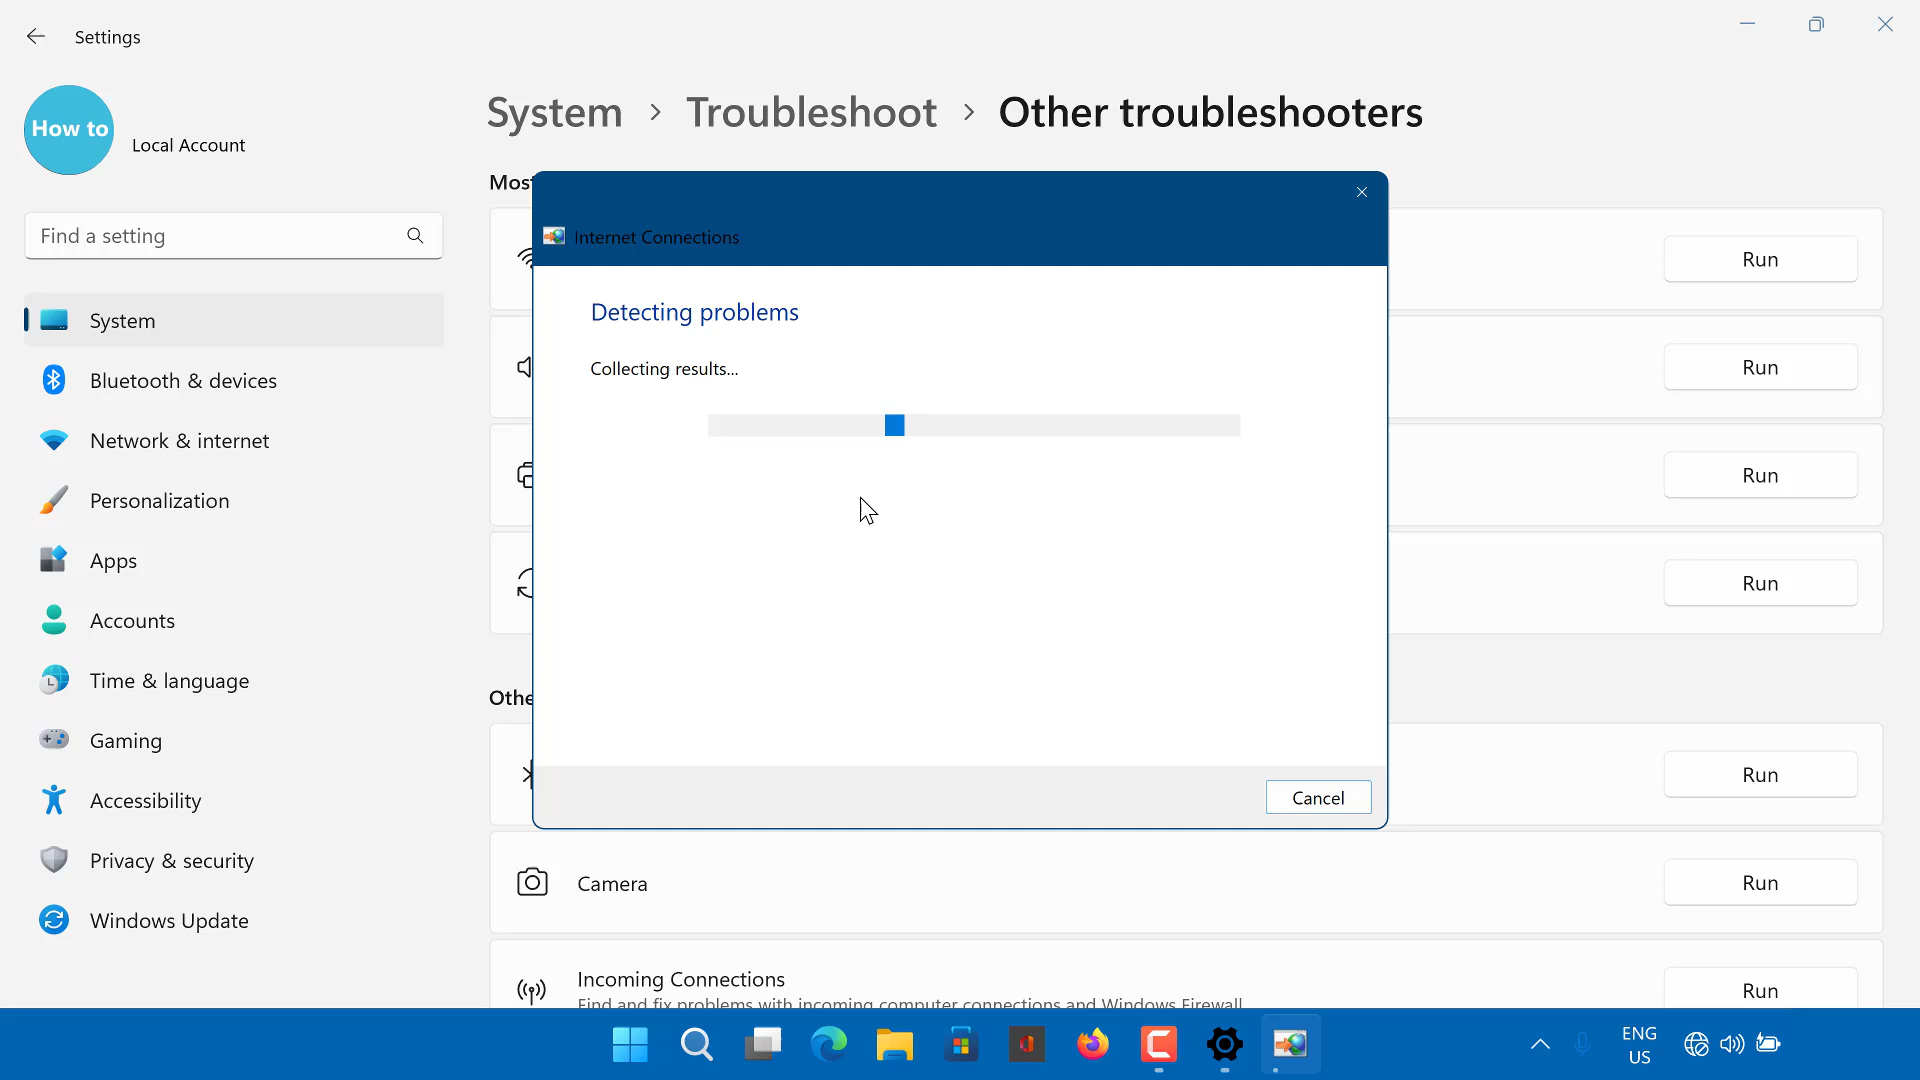 Settings
How to
Local Account
Find a setting
System
Bluetooth & devices
Network & internet
Personalization
Apps
Accounts
Time & language
Gaming
Accessibility
Privacy & security
Windows Update
System > Troubleshoot > Other troubleshooters
Mos
Run
Run
Run
Run
Internet Connections
Detecting problems
Collecting results...
Cancel
Othe
Run
Camera
Run
Incoming Connections
Find and fix problems with incoming computer connections and Windows Firewall
Run
ENG
US